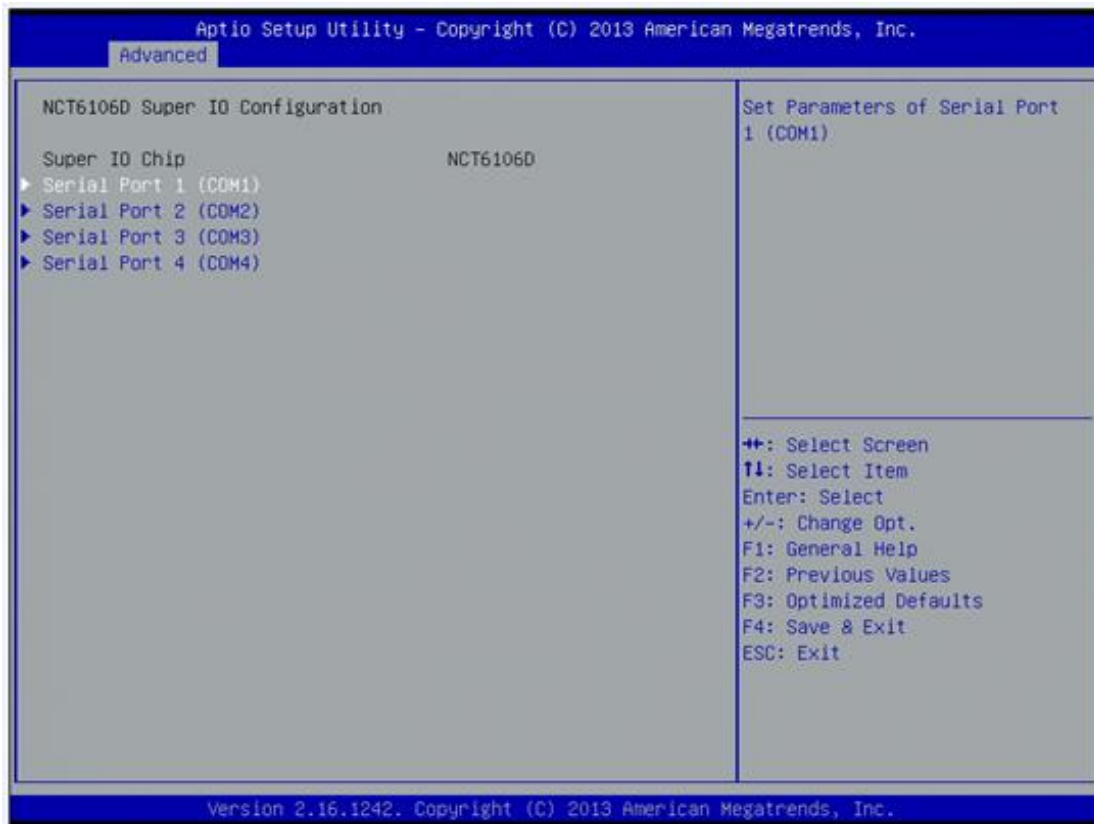 Aptio Setup Utility – Copyright (C) 2013 American Megatrends, Inc.
Advanced
NCT6106D Super IO Configuration
Super IO Chip NCT6106D
Serial Port 1 (COM1)
Serial Port 2 (COM2)
Serial Port 3 (COM3)
Serial Port 4 (COM4)
Set Parameters of Serial Port
1 (COM1)
→←: Select Screen
↑↓: Select Item
Enter: Select
+/-: Change Opt.
F1: General Help
F2: Previous Values
F3: Optimized Defaults
F4: Save & Exit
ESC: Exit
Version 2.16.1242. Copyright (C) 2013 American Megatrends, Inc.